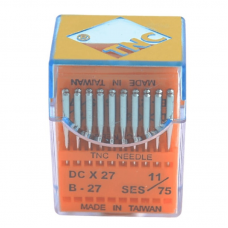 TNC
MADE IN TAIWAN
TNC NEEDLE
DC X 27 11/75
B - 27 SES
MADE IN TAIWAN